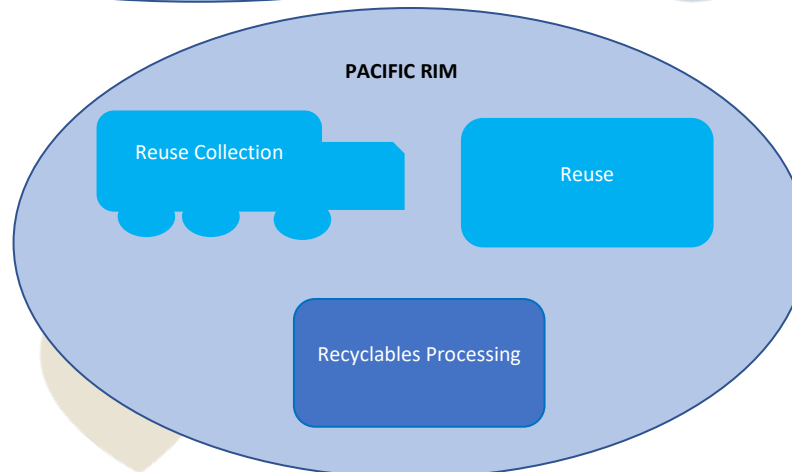 PACIFIC RIM
Reuse Collection
Reuse
Recyclables Processing